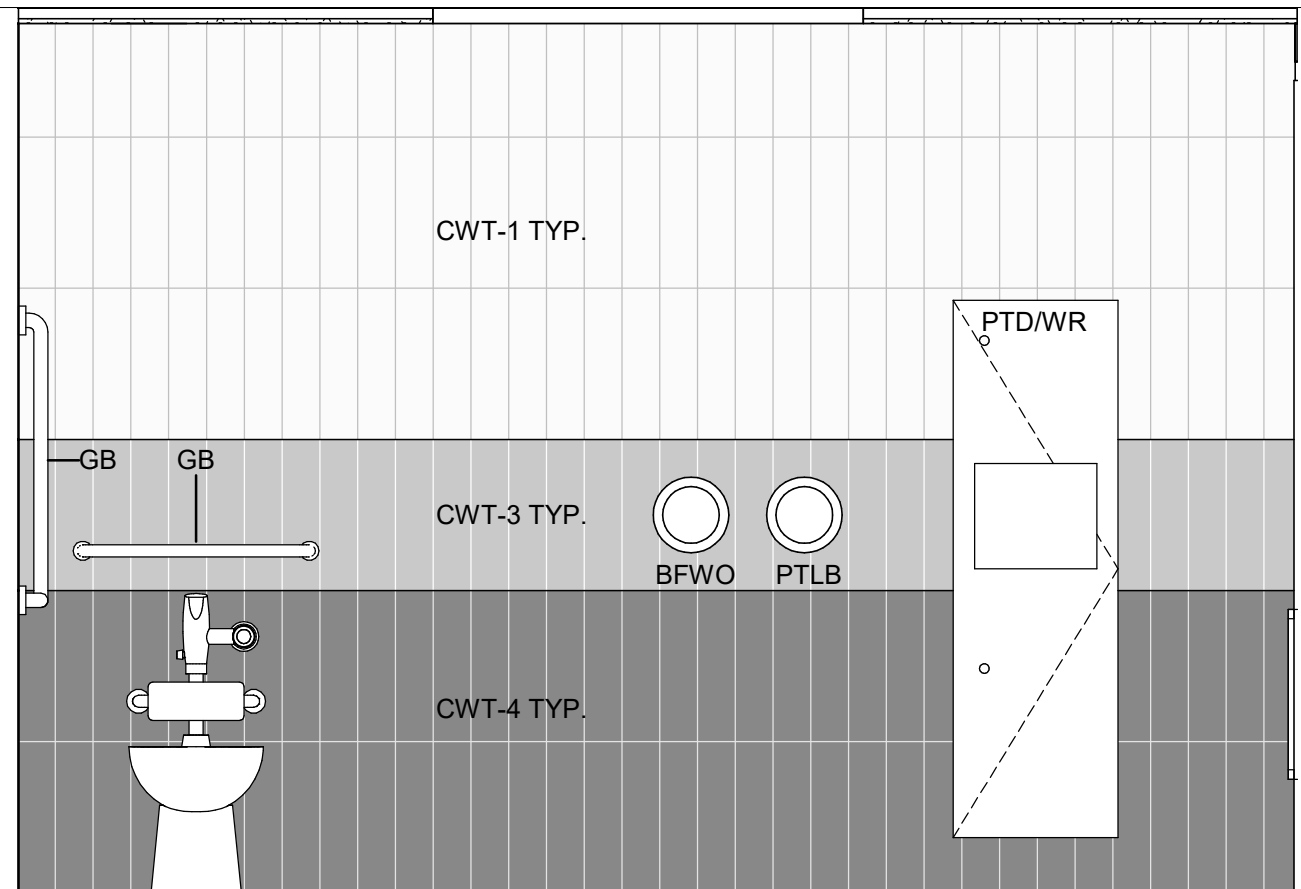 CWT-1 TYP.
PTD/WR
GB
GB
CWT-3 TYP.
BFWO
PTLB
CWT-4 TYP.